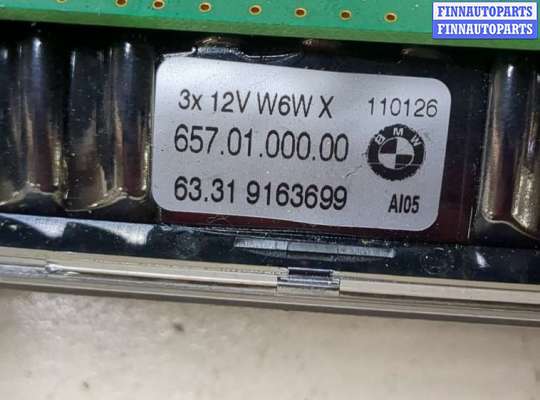 FINNAUTOPARTS
FINNAUTOPARTS
3x 12V W6W X 110126
657.01.000.00 BMW
63.31 9163699 AI05